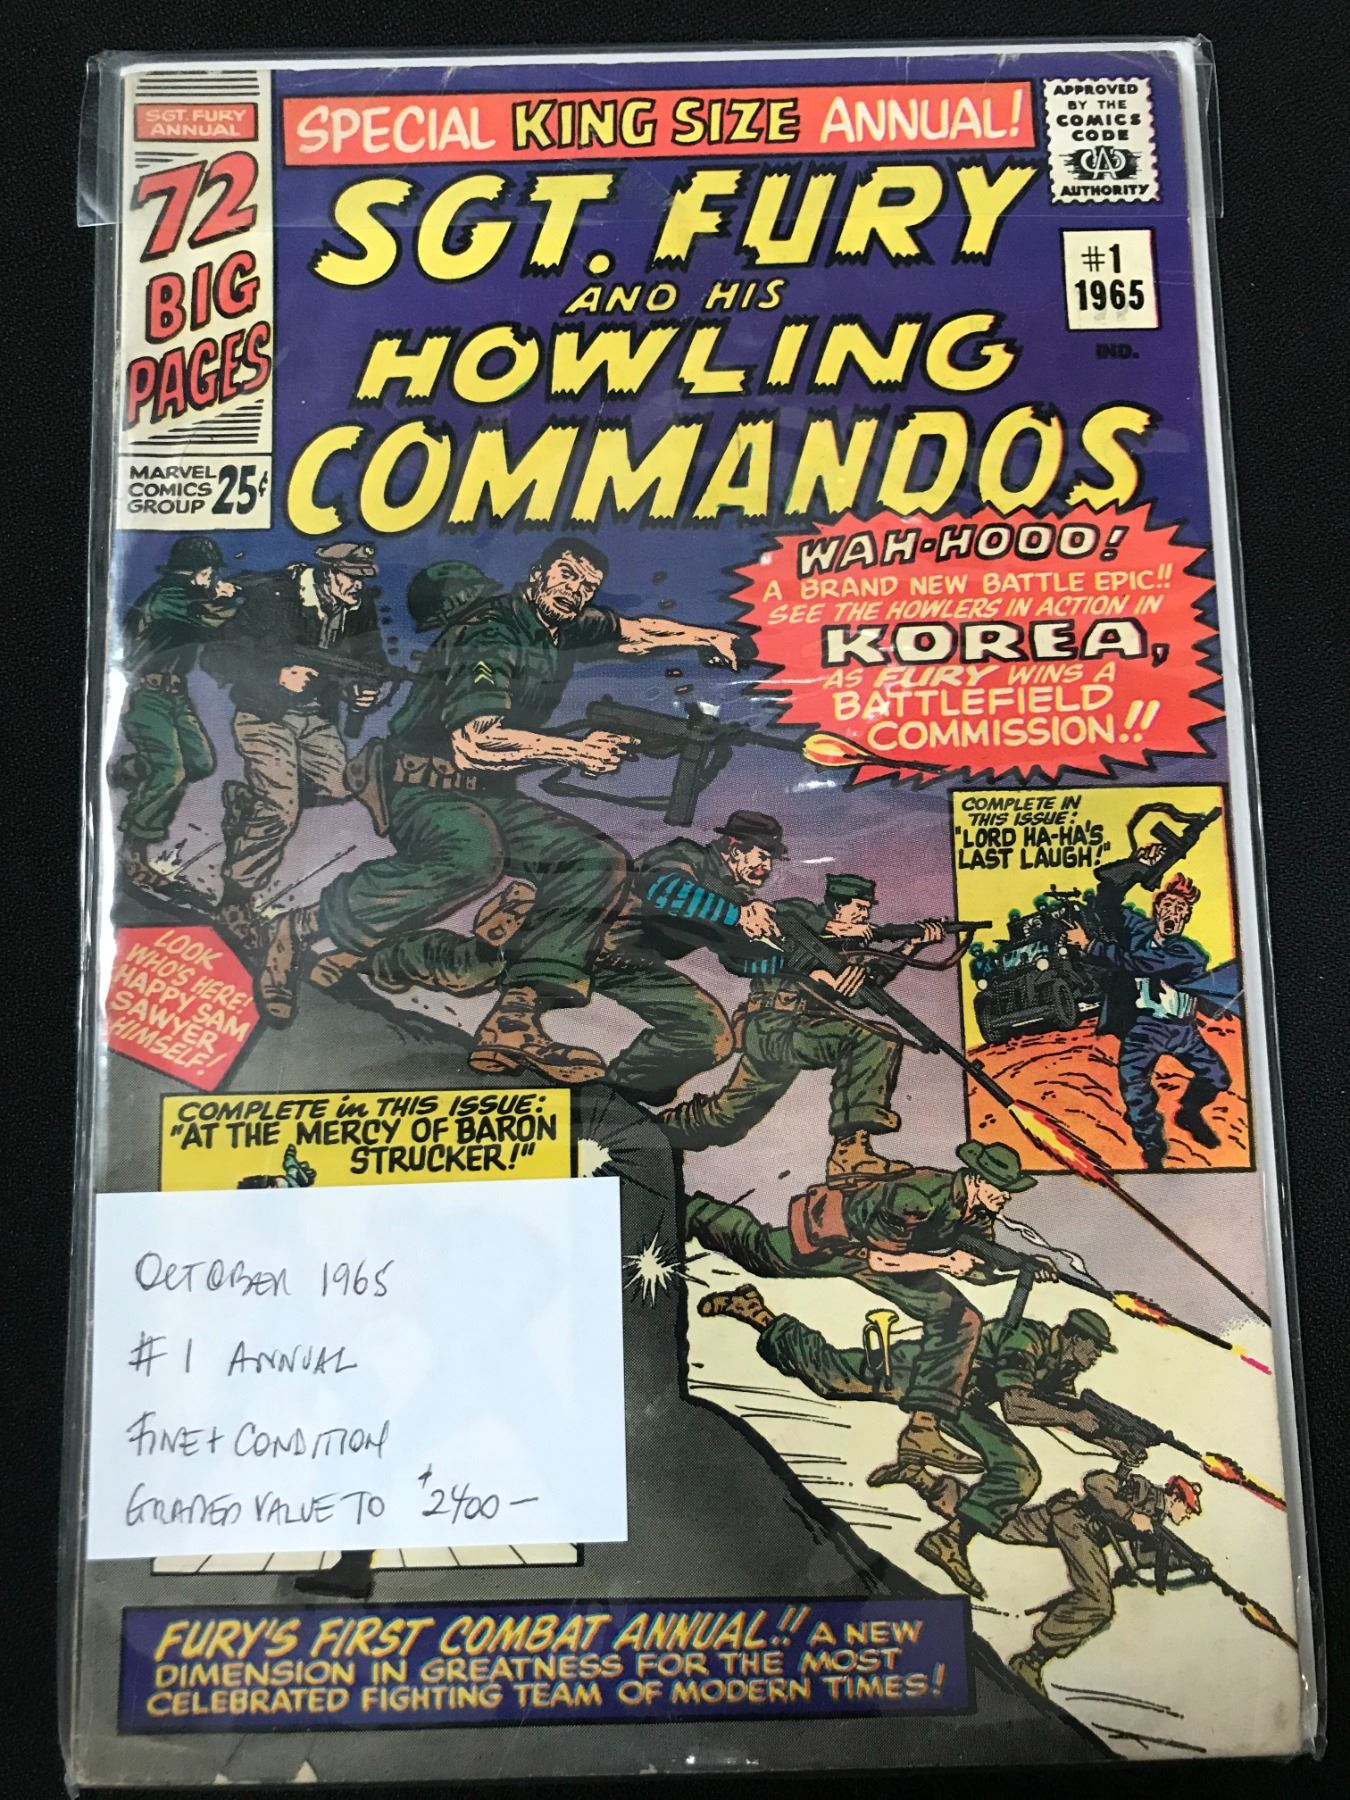 SPECIAL KING SIZE ANNUAL!
SGT. FURY
ANNUAL
72
BIG
PAGES
MARVEL
COMICS
GROUP
25¢
APPROVED
BY THE
COMICS
CODE
CA
AUTHORITY
#1
1965
IND.
SGT. FURY
AND HIS
HOWLING
COMMANDOS
WAH-HOOO!
A BRAND NEW BATTLE EPIC!!
SEE THE HOWLERS IN ACTION IN
KOREA,
AS FURY WINS A
BATTLEFIELD
COMMISSION!!
COMPLETE IN
THIS ISSUE:
"LORD HA-HA'S
LAST LAUGH!"
LOOK
WHO'S HERE!
HAPPY SAM
SAWYER
HIMSELF!
COMPLETE in THIS ISSUE:
"AT THE MERCY OF BARON
STRUCKER!"
OCTOBER 1965
#1 ANNUAL
FINE+ CONDITION
GRADED VALUE TO $2400—
FURY'S FIRST COMBAT ANNUAL!! A NEW
DIMENSION IN GREATNESS FOR THE MOST
CELEBRATED FIGHTING TEAM OF MODERN TIMES!